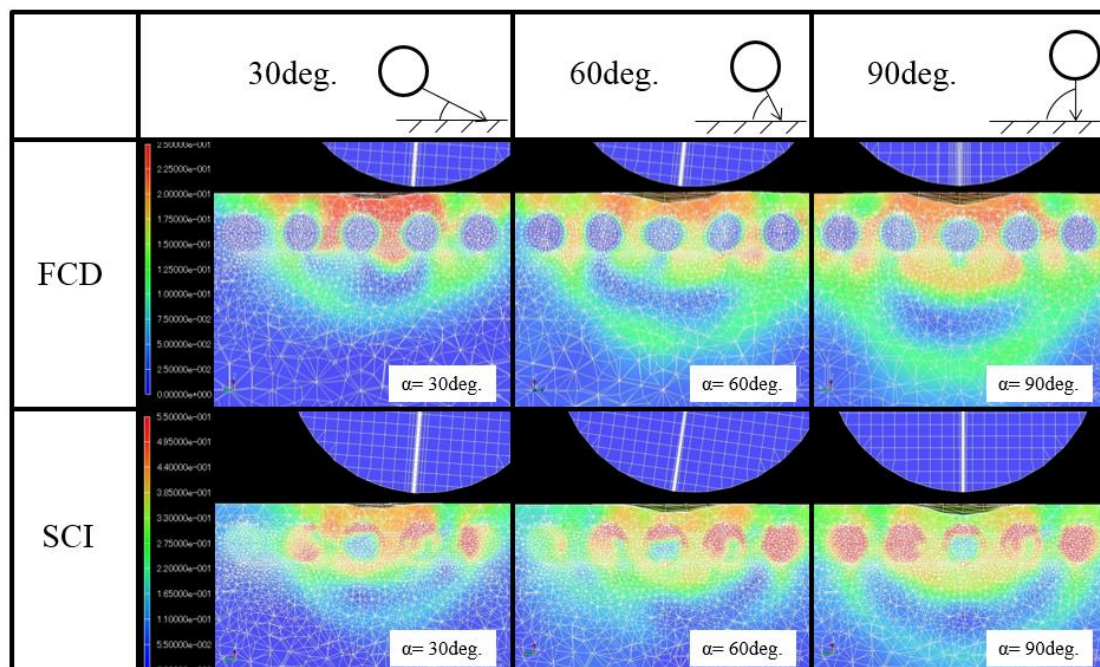 30deg.
60deg.
90deg.
FCD
2.50000e-001
2.00000e-001
1.75000e-001
1.50000e-001
1.25000e-001
1.00000e-001
7.50000e-002
5.00000e-002
2.50000e-002
0.00000e+000
α= 30deg.
α= 60deg.
α= 90deg.
SCI
5.50000e-001
4.95000e-001
4.40000e-001
3.85000e-001
3.30000e-001
2.75000e-001
2.20000e-001
1.65000e-001
1.10000e-001
5.50000e-002
α= 30deg.
α= 60deg.
α= 90deg.